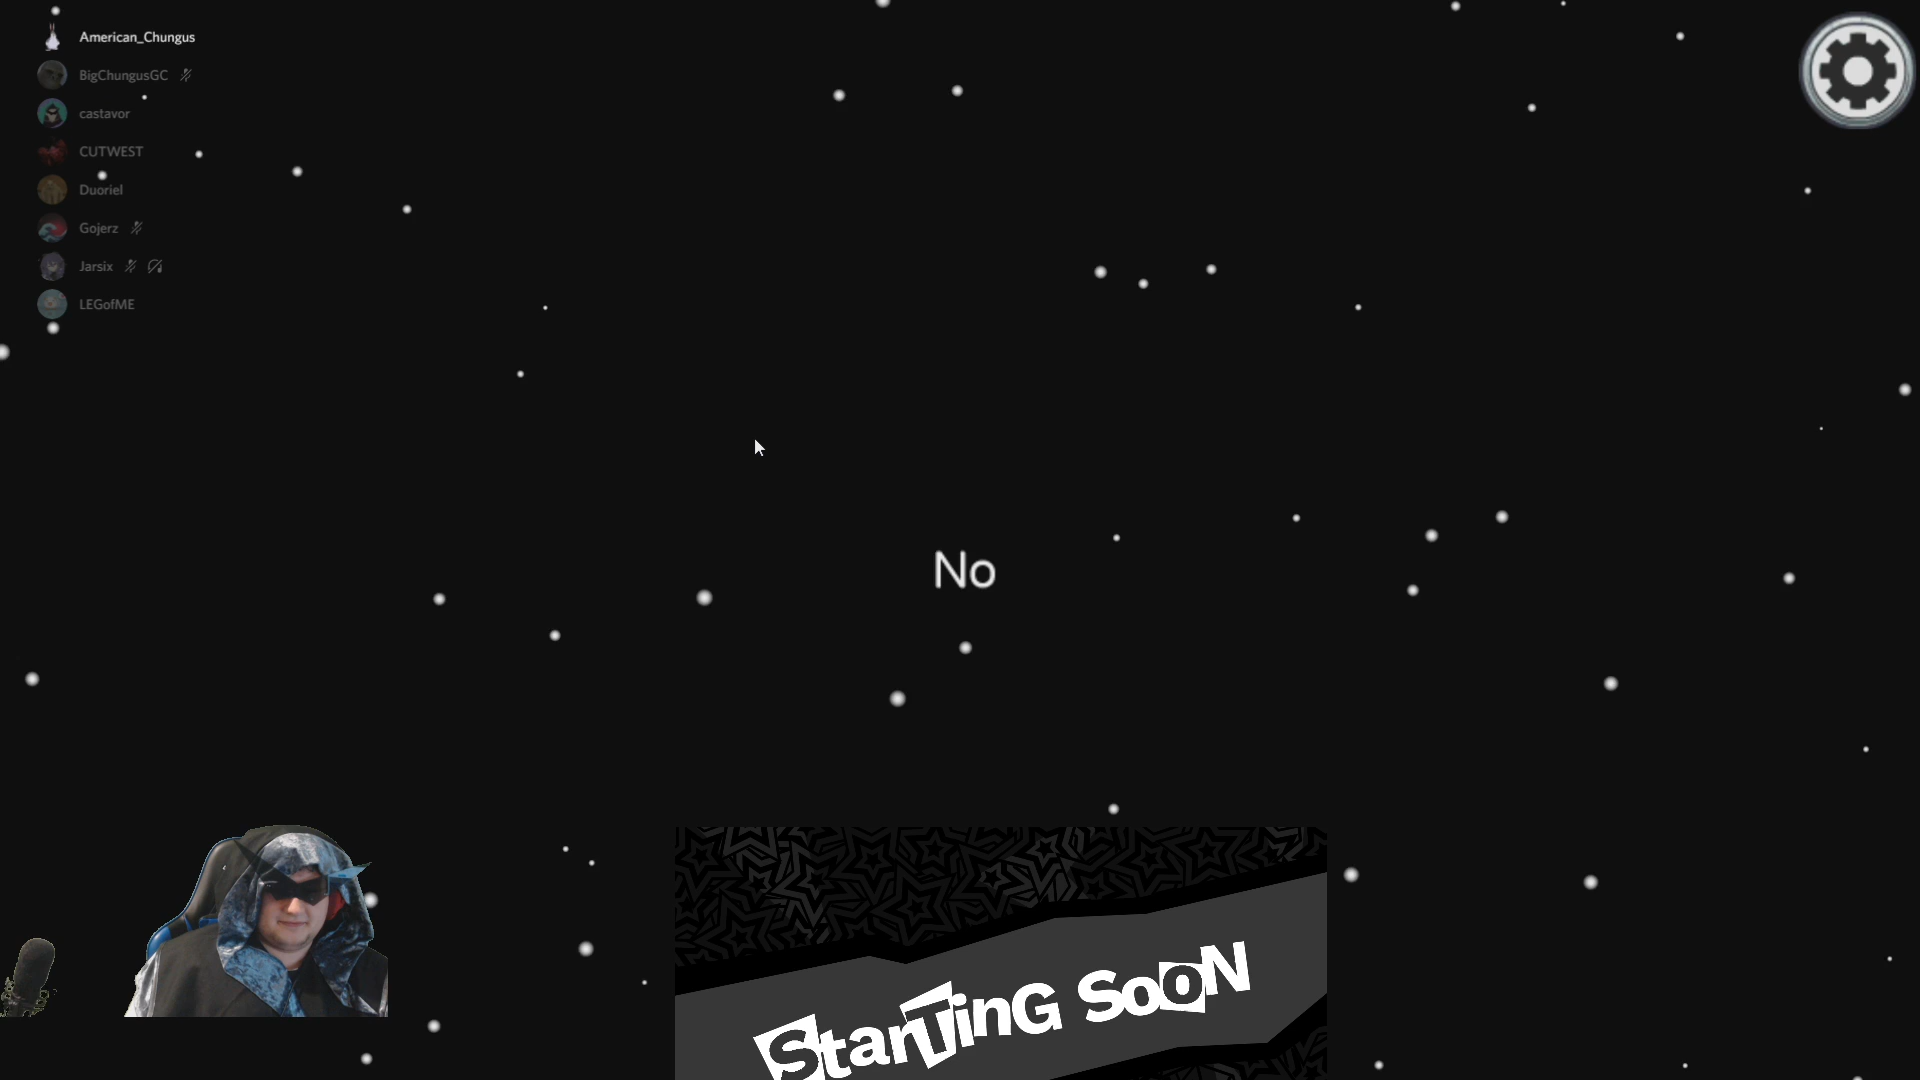 American_Chungus
BigChungusGC
castavor
CUTWEST
Duoriel
Gojerz
Jarsix
LEGofME
No
StarTinG SooN